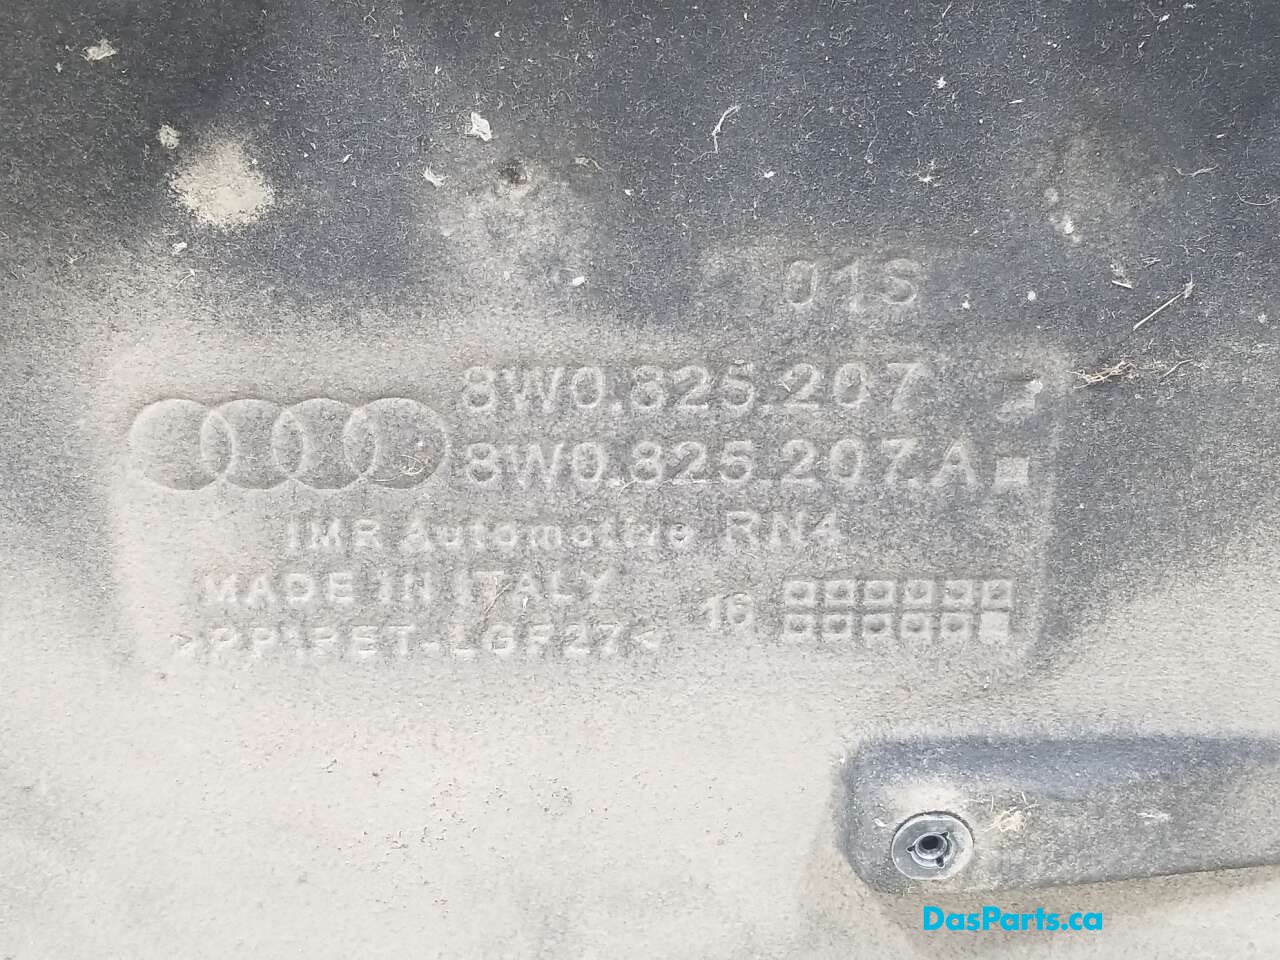 01S
8W0.825.207
8W0.825.207.A
IMR Automotive RN4
MADE IN ITALY
16
>PP+PET-LGF27<
DasParts.ca